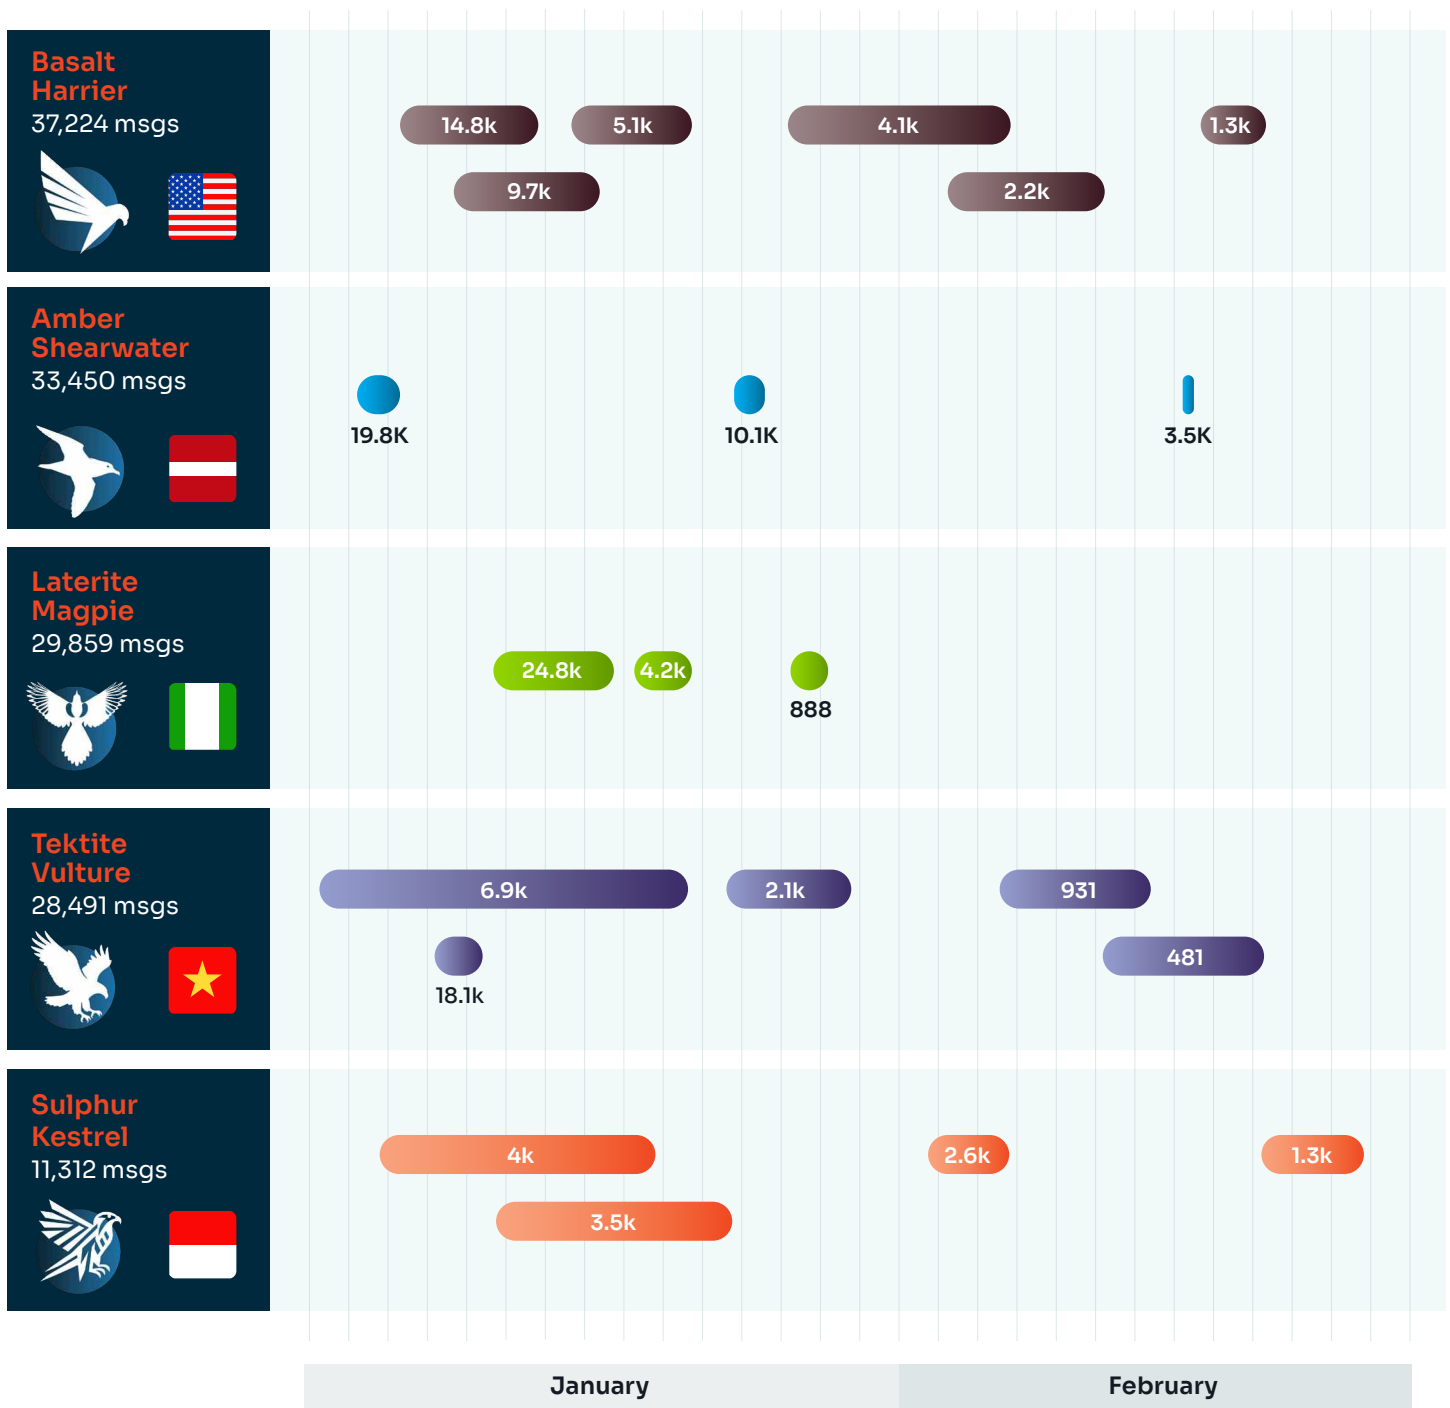 Basalt
Harrier
37,224 msgs
14.8k
5.1k
4.1k
1.3k
9.7k
2.2k
Amber
Shearwater
33,450 msgs
19.8K
10.1K
3.5K
Laterite
Magpie
29,859 msgs
24.8k
4.2k
888
Tektite
Vulture
28,491 msgs
6.9k
2.1k
931
481
18.1k
Sulphur
Kestrel
11,312 msgs
4k
2.6k
1.3k
3.5k
January
February